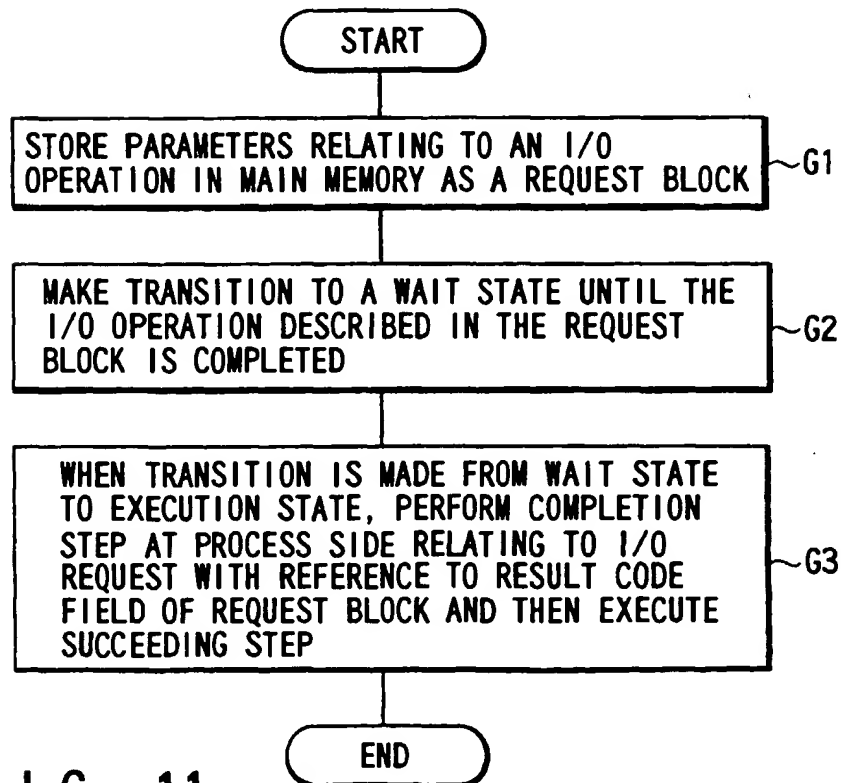 START
STORE PARAMETERS RELATING TO AN I/O
OPERATION IN MAIN MEMORY AS A REQUEST BLOCK
~G1
MAKE TRANSITION TO A WAIT STATE UNTIL THE
I/O OPERATION DESCRIBED IN THE REQUEST
BLOCK IS COMPLETED
~G2
WHEN TRANSITION IS MADE FROM WAIT STATE
TO EXECUTION STATE, PERFORM COMPLETION
STEP AT PROCESS SIDE RELATING TO I/O
REQUEST WITH REFERENCE TO RESULT CODE
FIELD OF REQUEST BLOCK AND THEN EXECUTE
SUCCEEDING STEP
~G3
END